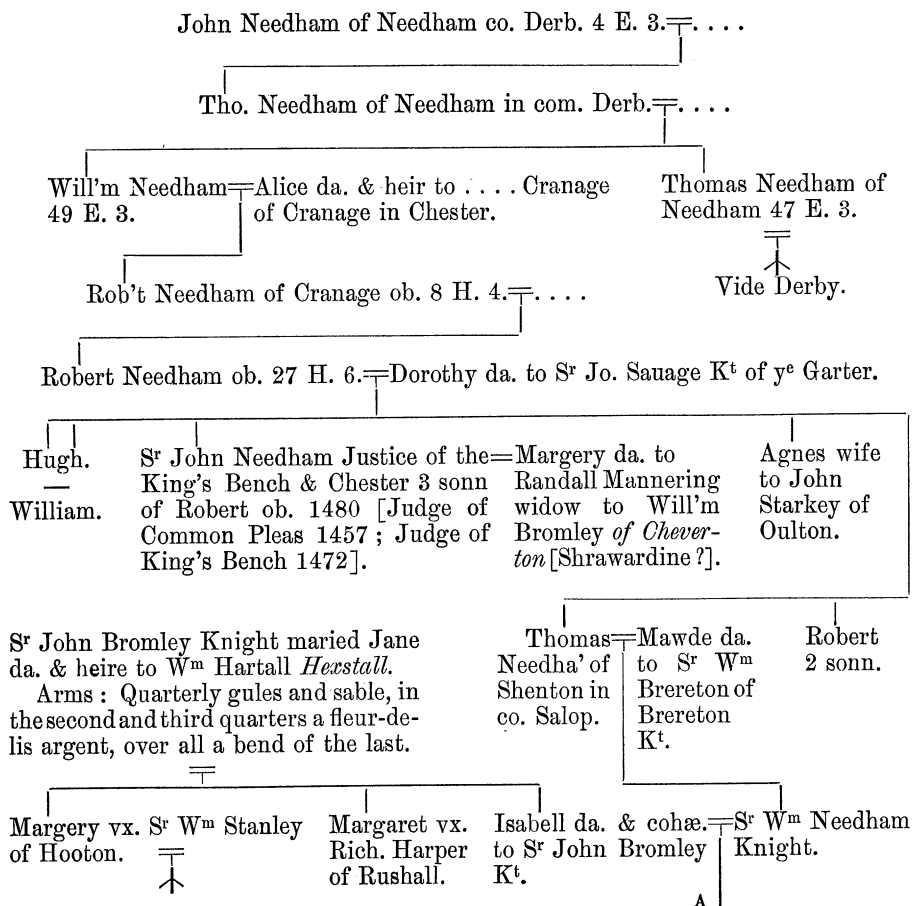 John Needham of Needham co. Derb. 4 E. 3.╤. . . .
Tho. Needham of Needham in com. Derb.╤. . . .
Will'm Needham╤Alice da. & heir to . . . . Cranage
49 E. 3.
of Cranage in Chester.
Thomas Needham of
Needham 47 E. 3.
Vide Derby.
Rob't Needham of Cranage ob. 8 H. 4.╤. . . .
Robert Needham ob. 27 H. 6.╤Dorothy da. to Sʳ Jo. Sauage Kᵗ of yᵉ Garter.
Hugh.
—
William.
Sʳ John Needham Justice of the
King's Bench & Chester 3 sonn
of Robert ob. 1480 [Judge of
Common Pleas 1457 ; Judge of
King's Bench 1472].
=Margery da. to
Randall Mannering
widow to Will'm
Bromley of Chever-
ton [Shrawardine ?].
Agnes wife
to John
Starkey of
Oulton.
Sʳ John Bromley Knight maried Jane
da. & heire to Wᵐ Hartall Hexstall.
Arms : Quarterly gules and sable, in
the second and third quarters a fleur-de-
lis argent, over all a bend of the last.
Thomas╤Mawde da.
Needha' of
Shenton in
co. Salop.
to Sʳ Wᵐ
Brereton of
Brereton
Kᵗ.
Robert
2 sonn.
Margery vx. Sʳ Wᵐ Stanley
of Hooton.
Margaret vx.
Rich. Harper
of Rushall.
Isabell da. & cohæ.╤Sʳ Wᵐ Needham
to Sʳ John Bromley
Kᵗ.
Knight.
A